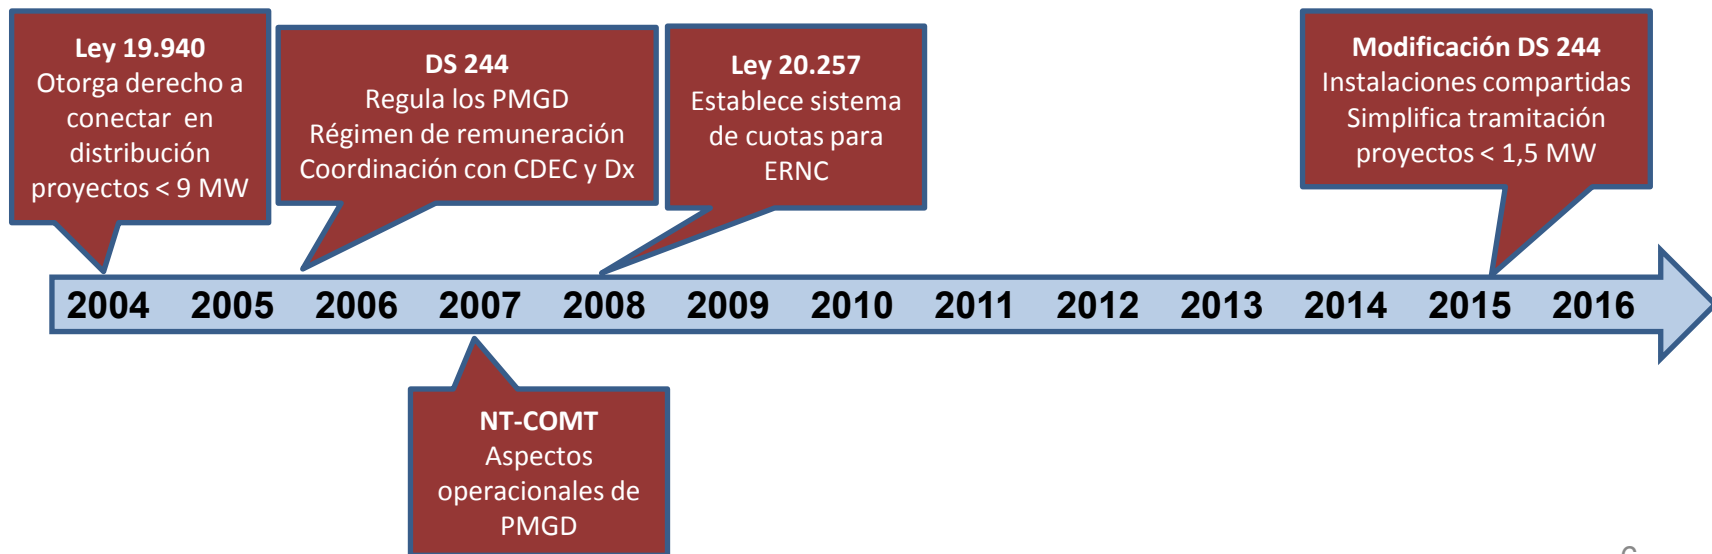 Ley 19.940
Otorga derecho a
conectar en
distribución
proyectos < 9 MW
DS 244
Regula los PMGD
Régimen de remuneración
Coordinación con CDEC y Dx
Ley 20.257
Establece sistema
de cuotas para
ERNC
Modificación DS 244
Instalaciones compartidas
Simplifica tramitación
proyectos < 1,5 MW
2004 2005 2006 2007 2008 2009 2010 2011 2012 2013 2014 2015 2016
NT-COMT
Aspectos
operacionales de
PMGD